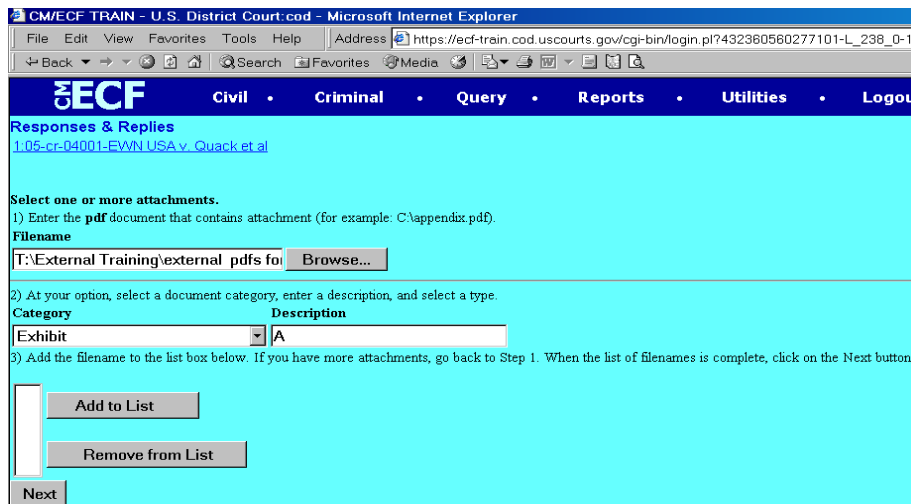 CM/ECF TRAIN - U.S. District Court:cod - Microsoft Internet Explorer
File Edit View Favorites Tools Help Address https://ecf-train.cod.uscourts.gov/cgi-bin/login.pl?432360560277101-L_238_0-1
Back Search Favorites Media
CM ECF Civil • Criminal • Query • Reports • Utilities • Logou
Responses & Replies
1:05-cr-04001-EWN USA v. Quack et al
Select one or more attachments.
1) Enter the pdf document that contains attachment (for example: C:\appendix.pdf).
Filename
T:\External Training\external pdfs for Browse...
2) At your option, select a document category, enter a description, and select a type.
Category Description
Exhibit A
3) Add the filename to the list box below. If you have more attachments, go back to Step 1. When the list of filenames is complete, click on the Next button
Add to List
Remove from List
Next